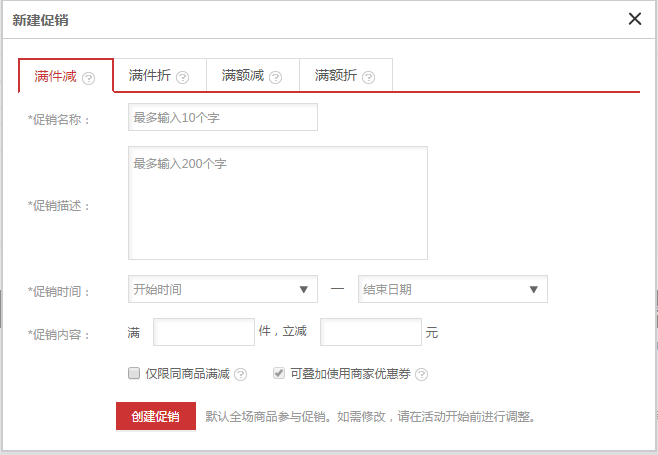 新建促销
满件减 ? 满件折 ? 满额减 ? 满额折 ?
*促销名称： 最多输入10个字
*促销描述： 最多输入200个字
*促销时间： 开始时间 — 结束日期
*促销内容： 满 件，立减 元
仅限同商品满减 ? 可叠加使用商家优惠券 ?
创建促销 默认全场商品参与促销。如需修改，请在活动开始前进行调整。